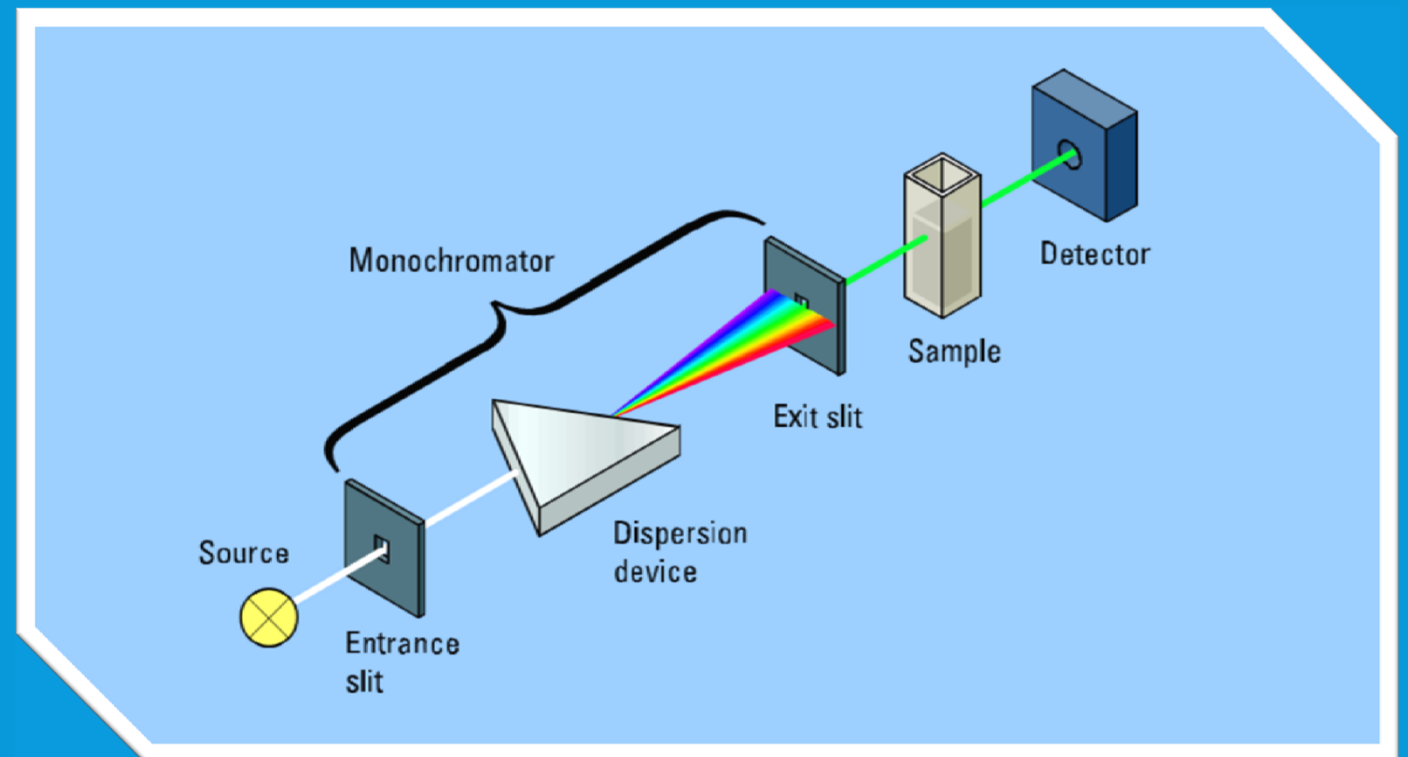 Monochromator
Detector
Sample
Exit slit
Dispersion
device
Source
Entrance
slit